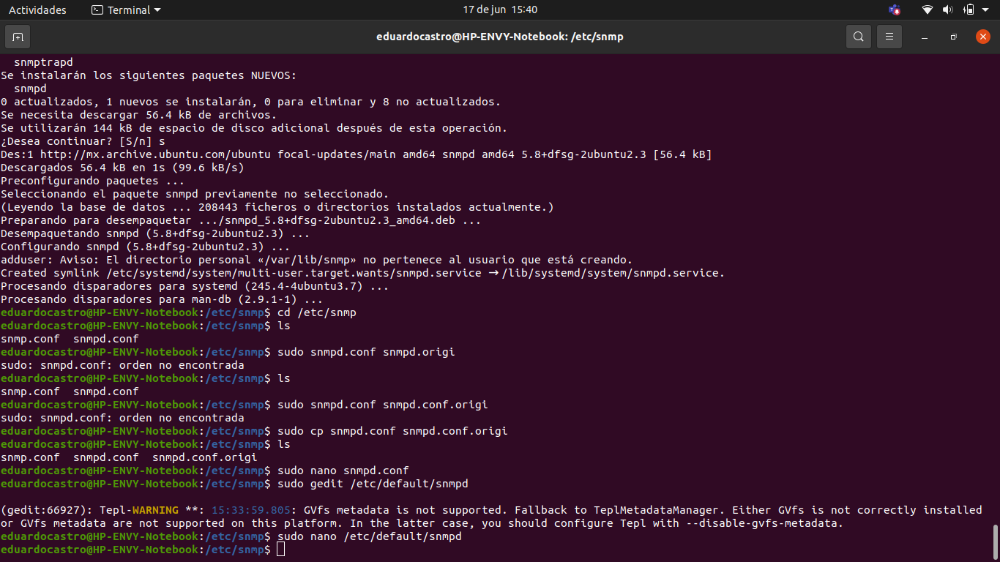 Actividades Terminal 17 de jun 15:40
eduardocastro@HP-ENVY-Notebook: /etc/snmp
  snmptrapd
Se instalarán los siguientes paquetes NUEVOS:
  snmpd
0 actualizados, 1 nuevos se instalarán, 0 para eliminar y 8 no actualizados.
Se necesita descargar 56.4 kB de archivos.
Se utilizarán 144 kB de espacio de disco adicional después de esta operación.
¿Desea continuar? [S/n] s
Des:1 http://mx.archive.ubuntu.com/ubuntu focal-updates/main amd64 snmpd amd64 5.8+dfsg-2ubuntu2.3 [56.4 kB]
Descargados 56.4 kB en 1s (99.6 kB/s)
Preconfigurando paquetes ...
Seleccionando el paquete snmpd previamente no seleccionado.
(Leyendo la base de datos ... 208443 ficheros o directorios instalados actualmente.)
Preparando para desempaquetar .../snmpd_5.8+dfsg-2ubuntu2.3_amd64.deb ...
Desempaquetando snmpd (5.8+dfsg-2ubuntu2.3) ...
Configurando snmpd (5.8+dfsg-2ubuntu2.3) ...
adduser: Aviso: El directorio personal «/var/lib/snmp» no pertenece al usuario que está creando.
Created symlink /etc/systemd/system/multi-user.target.wants/snmpd.service → /lib/systemd/system/snmpd.service.
Procesando disparadores para systemd (245.4-4ubuntu3.7) ...
Procesando disparadores para man-db (2.9.1-1) ...
eduardocastro@HP-ENVY-Notebook:/etc/snmp$ cd /etc/snmp
eduardocastro@HP-ENVY-Notebook:/etc/snmp$ ls
snmp.conf  snmpd.conf
eduardocastro@HP-ENVY-Notebook:/etc/snmp$ sudo snmpd.conf snmpd.origi
sudo: snmpd.conf: orden no encontrada
eduardocastro@HP-ENVY-Notebook:/etc/snmp$ ls
snmp.conf  snmpd.conf
eduardocastro@HP-ENVY-Notebook:/etc/snmp$ sudo snmpd.conf snmpd.conf.origi
sudo: snmpd.conf: orden no encontrada
eduardocastro@HP-ENVY-Notebook:/etc/snmp$ sudo cp snmpd.conf snmpd.conf.origi
eduardocastro@HP-ENVY-Notebook:/etc/snmp$ ls
snmp.conf  snmpd.conf  snmpd.conf.origi
eduardocastro@HP-ENVY-Notebook:/etc/snmp$ sudo nano snmpd.conf
eduardocastro@HP-ENVY-Notebook:/etc/snmp$ sudo gedit /etc/default/snmpd
(gedit:66927): Tepl-WARNING **: 15:33:59.805: GVfs metadata is not supported. Fallback to TeplMetadataManager. Either GVfs is not correctly installed
or GVfs metadata are not supported on this platform. In the latter case, you should configure Tepl with --disable-gvfs-metadata.
eduardocastro@HP-ENVY-Notebook:/etc/snmp$ sudo nano /etc/default/snmpd
eduardocastro@HP-ENVY-Notebook:/etc/snmp$